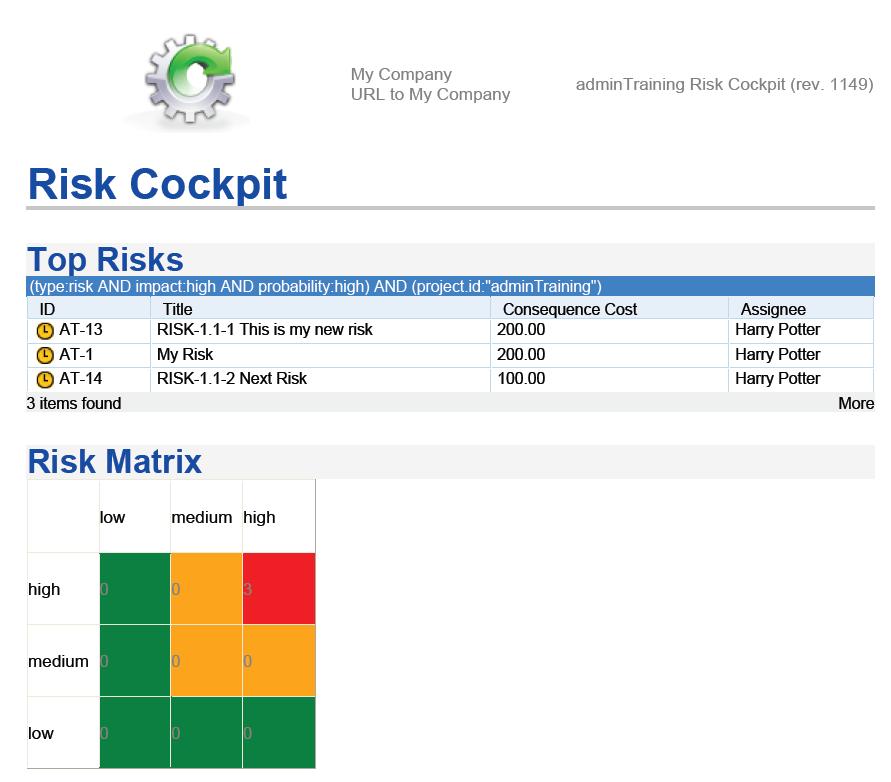 My Company
URL to My Company
adminTraining Risk Cockpit (rev. 1149)
Risk Cockpit
Top Risks
(type:risk AND impact:high AND probability:high) AND (project.id:"adminTraining")
ID Title Consequence Cost Assignee
AT-13 RISK-1.1-1 This is my new risk 200.00 Harry Potter
AT-1 My Risk 200.00 Harry Potter
AT-14 RISK-1.1-2 Next Risk 100.00 Harry Potter
3 items found More
Risk Matrix
low medium high
high 0 0 3
medium 0 0 0
low 0 0 0